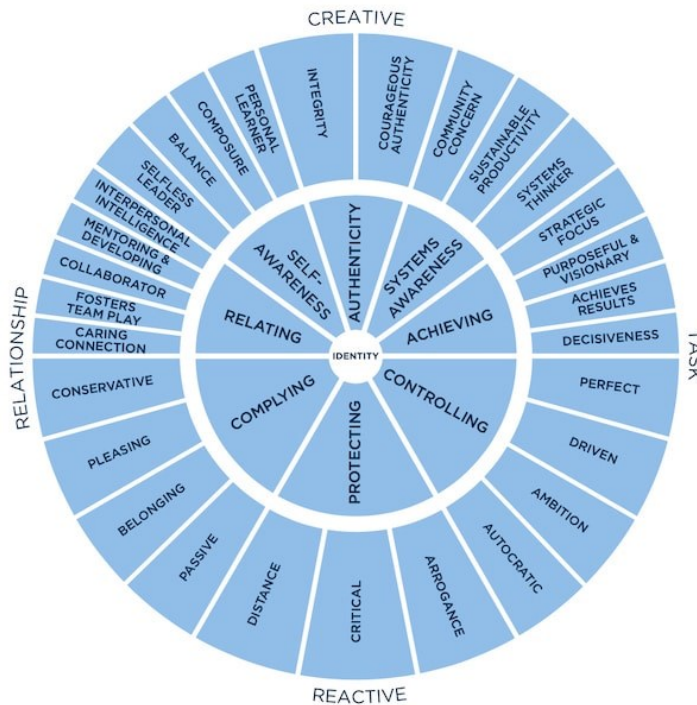 CREATIVE
INTEGRITY
COURAGEOUS
AUTHENTICITY
COMMUNITY
CONCERN
SUSTAINABLE
PRODUCTIVITY
SYSTEMS
THINKER
STRATEGIC
FOCUS
PURPOSEFUL &
VISIONARY
ACHIEVES
RESULTS
DECISIVENESS
TASK
PERFECT
DRIVEN
AMBITION
AUTOCRATIC
ARROGANCE
CRITICAL
DISTANCE
PASSIVE
BELONGING
PLEASING
CONSERVATIVE
RELATIONSHIP
CARING
CONNECTION
FOSTERS
TEAM PLAY
COLLABORATOR
MENTORING &
DEVELOPING
INTERPERSONAL
INTELLIGENCE
SELFLESS
LEADER
BALANCE
COMPOSURE
PERSONAL
LEARNER
SELF-
AWARENESS
AUTHENTICITY
SYSTEMS
AWARENESS
RELATING
ACHIEVING
IDENTITY
COMPLYING
PROTECTING
CONTROLLING
REACTIVE